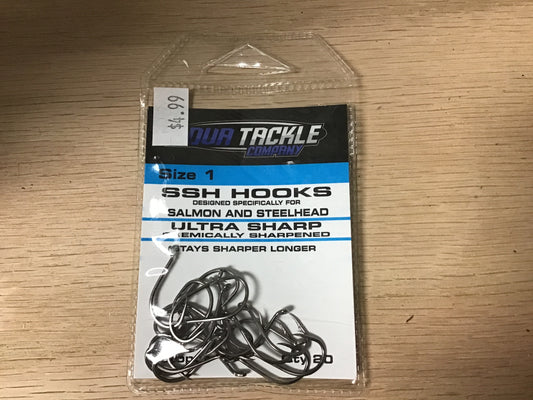 $4.99
TACKLE
COMPANY
Size 1
SSH HOOKS
DESIGNED SPECIFICALLY FOR
SALMON AND STEELHEAD
ULTRA SHARP
CHEMICALLY SHARPENED
STAYS SHARPER LONGER
Qty 20